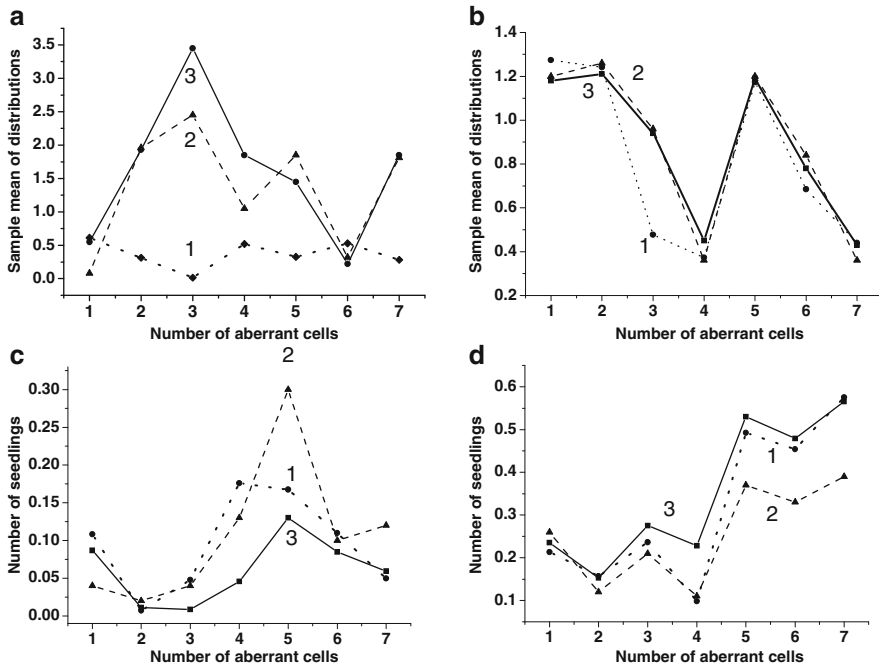 a
Sample mean of distributions
3.5
3.0
2.5
2.0
1.5
1.0
0.5
0.0
3
2
1
1 2 3 4 5 6 7
Number of aberrant cells
b
Sample mean of distributions
1.4
1.2
1.0
0.8
0.6
0.4
0.2
2
3
1
1 2 3 4 5 6 7
Number of aberrant cells
c
Number of seedlings
0.30
0.25
0.20
0.15
0.10
0.05
0.00
2
1
3
1 2 3 4 5 6 7
Number of aberrant cells
d
Number of seedlings
0.6
0.5
0.4
0.3
0.2
0.1
3
1
2
1 2 3 4 5 6 7
Number of aberrant cells